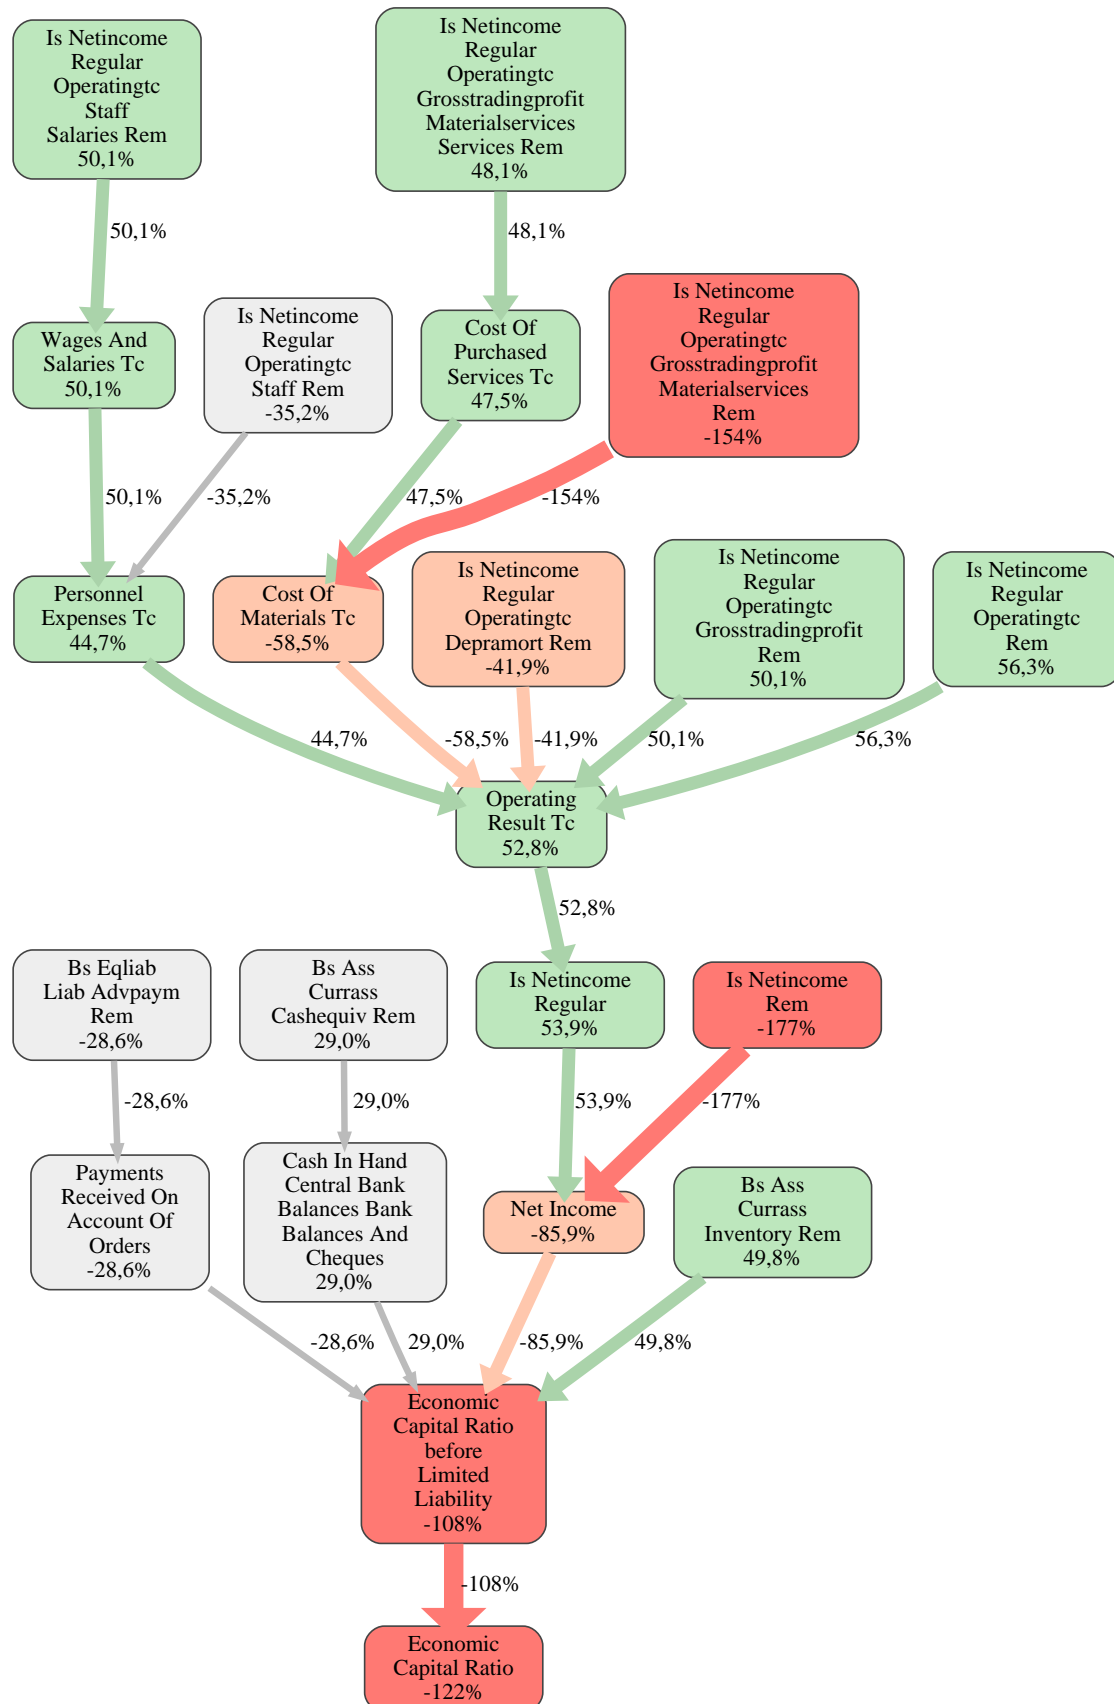 Is Netincome
Regular
Operatingtc
Staff
Salaries Rem
50,1%
Is Netincome
Regular
Operatingtc
Grosstradingprofit
Materialservices
Services Rem
48,1%
50,1%
48,1%
Wages And
Salaries Tc
50,1%
Is Netincome
Regular
Operatingtc
Staff Rem
-35,2%
Cost Of
Purchased
Services Tc
47,5%
Is Netincome
Regular
Operatingtc
Grosstradingprofit
Materialservices
Rem
-154%
50,1%
-35,2%
47,5%
-154%
Personnel
Expenses Tc
44,7%
Cost Of
Materials Tc
-58,5%
Is Netincome
Regular
Operatingtc
Depramort Rem
-41,9%
Is Netincome
Regular
Operatingtc
Grosstradingprofit
Rem
50,1%
Is Netincome
Regular
Operatingtc
Rem
56,3%
44,7%
-58,5%
-41,9%
50,1%
56,3%
Operating
Result Tc
52,8%
52,8%
Bs Eqliab
Liab Advpaym
Rem
-28,6%
Bs Ass
Currass
Cashequiv Rem
29,0%
Is Netincome
Regular
53,9%
Is Netincome
Rem
-177%
-28,6%
29,0%
53,9%
-177%
Payments
Received On
Account Of
Orders
-28,6%
Cash In Hand
Central Bank
Balances Bank
Balances And
Cheques
29,0%
Net Income
-85,9%
Bs Ass
Currass
Inventory Rem
49,8%
-28,6%
29,0%
-85,9%
49,8%
Economic
Capital Ratio
before
Limited
Liability
-108%
-108%
Economic
Capital Ratio
-122%